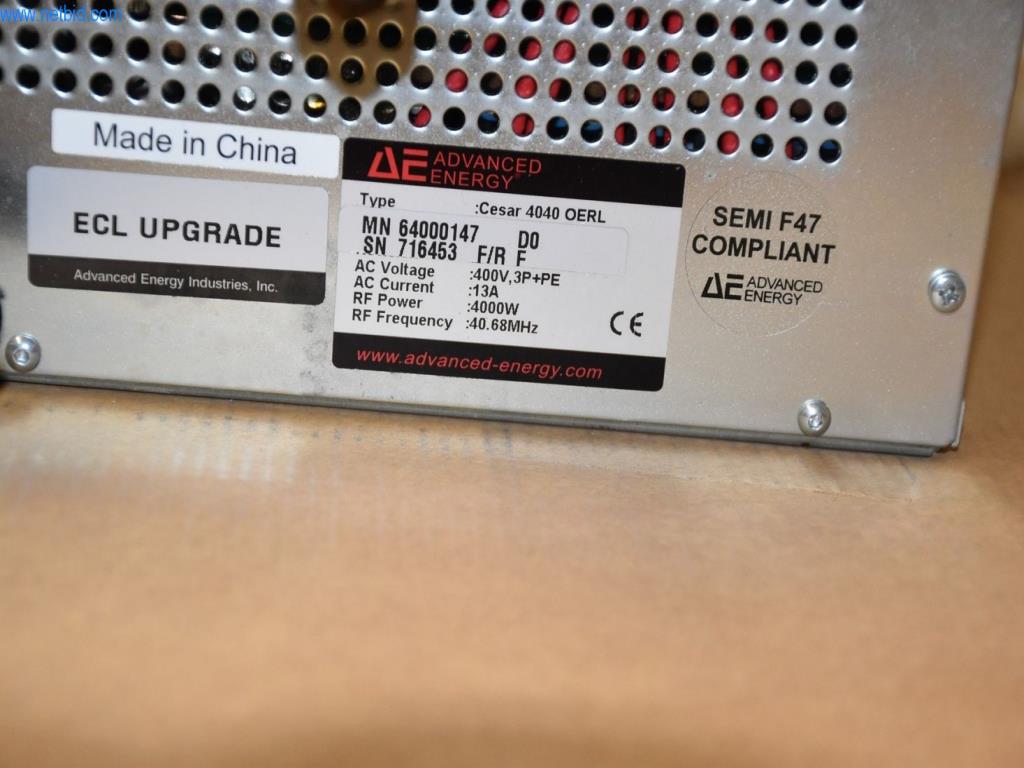 www.netbid.com
Made in China
ECL UPGRADE
Advanced Energy Industries, Inc.
AE ADVANCED
ENERGY®
Type :Cesar 4040 OERL
MN 64000147 D0
SN 716453 F/R F
AC Voltage :400V,3P+PE
AC Current :13A
RF Power :4000W
RF Frequency :40.68MHz
CE
www.advanced-energy.com
SEMI F47
COMPLIANT
AE ADVANCED
ENERGY